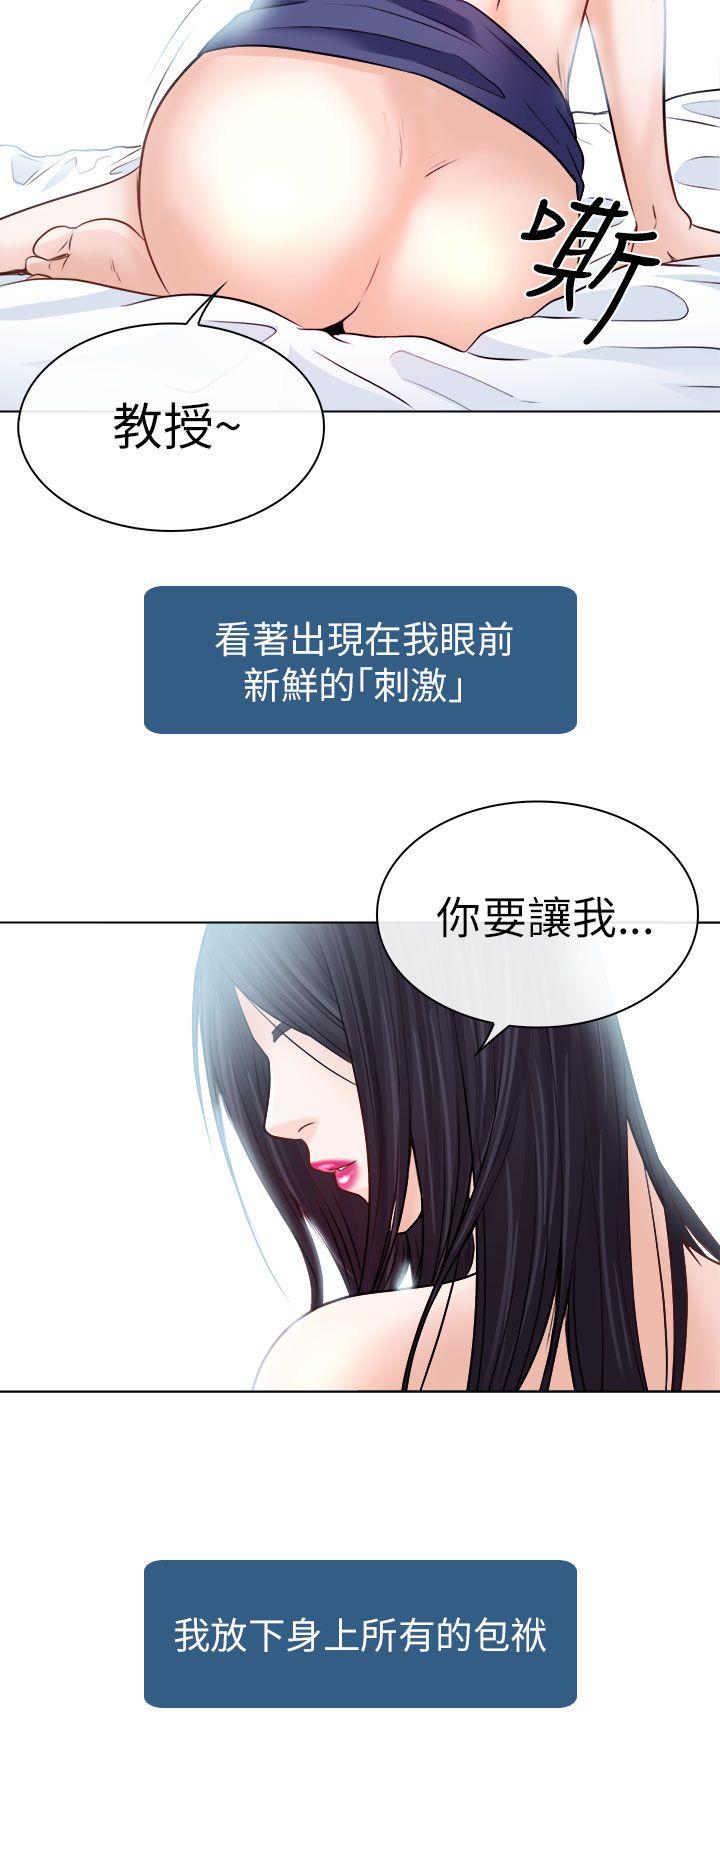 嘶
教授~
看著出現在我眼前
新鮮的「刺激」
你要讓我...
我放下身上所有的包袱